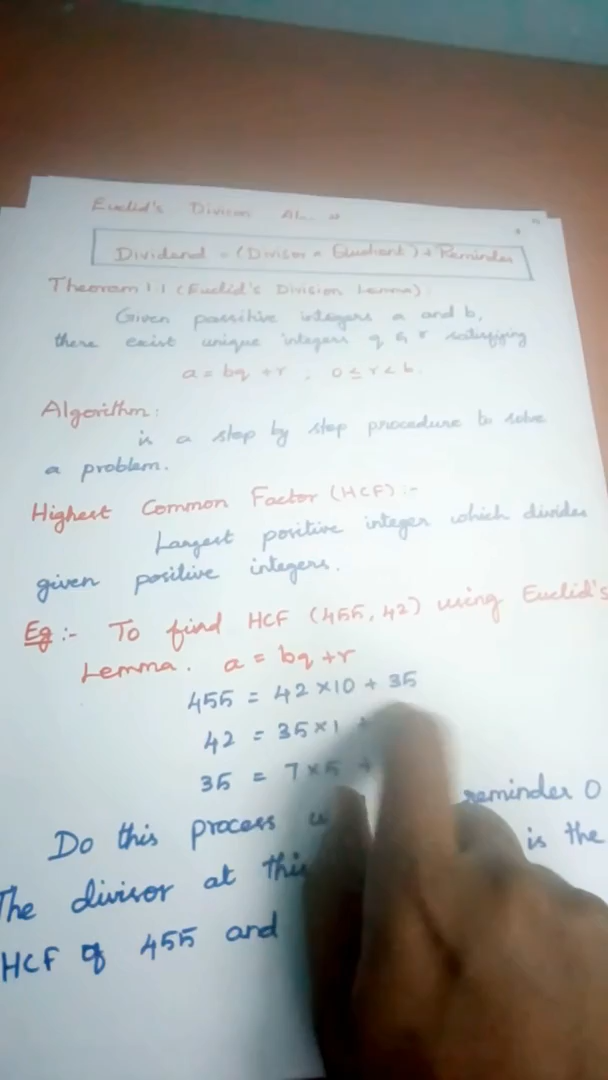 Euclid's Division
Dividend = (Divisor × Quotient) + Reminder
Theorem 1.1 (Euclid's Division Lemma):
Given possitive integers a and b,
there exist unique integers q & r satisfying
a = bq + r , 0 ≤ r < b.
Algorithm:
is a step by step procedure to solve
a problem.
Highest Common Factor (HCF) :-
Largest positive integer which divides
given positive integers.
Eg :- To find HCF (455, 42) using Euclid's
Lemma. a = bq + r
455 = 42 × 10 + 35
42 = 35 × 1 +
35 = 7 × 5 +
Do this process reminder 0
The divisor at this is the
HCF of 455 and